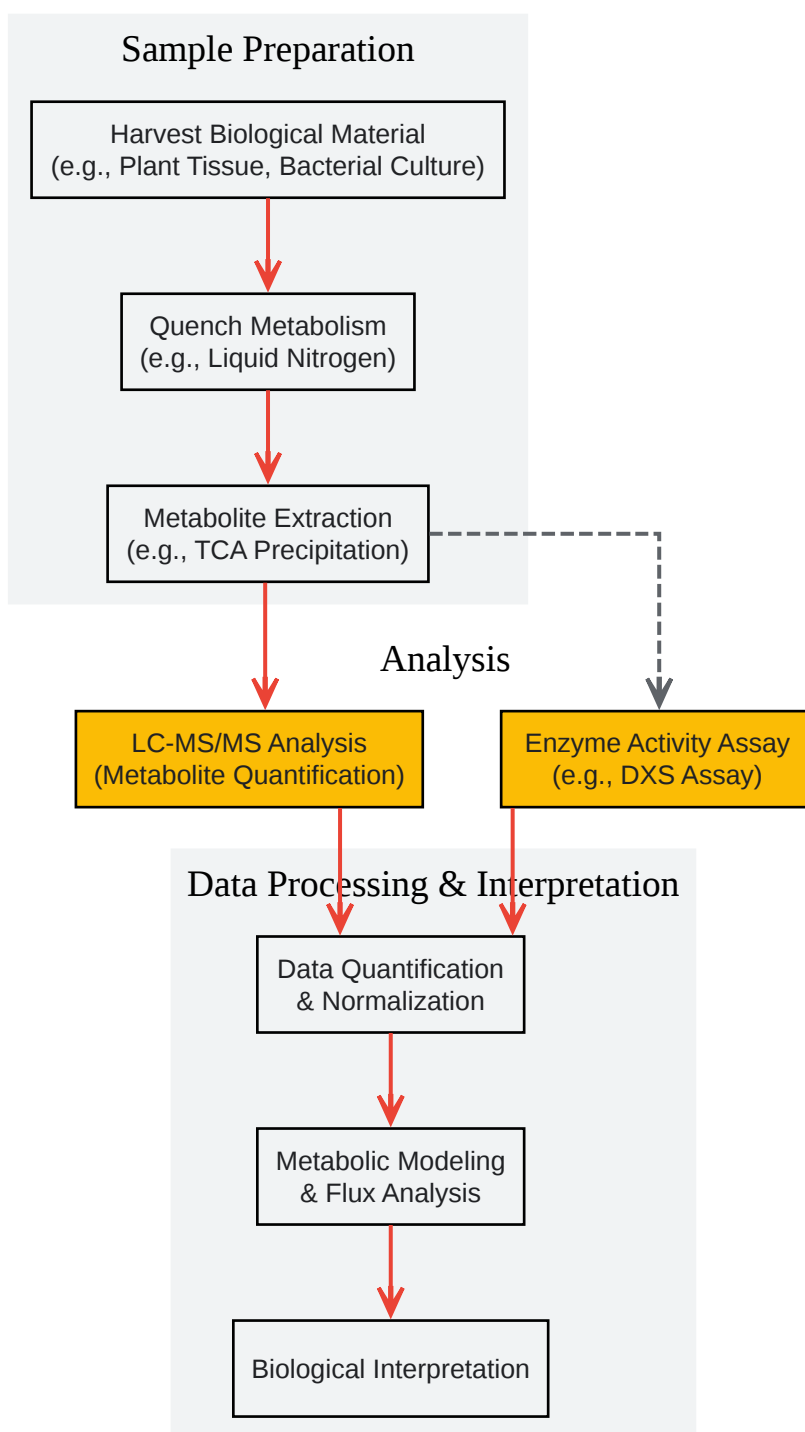 Sample Preparation
Harvest Biological Material
(e.g., Plant Tissue, Bacterial Culture)
Quench Metabolism
(e.g., Liquid Nitrogen)
Metabolite Extraction
(e.g., TCA Precipitation)
Analysis
LC-MS/MS Analysis
(Metabolite Quantification)
Enzyme Activity Assay
(e.g., DXS Assay)
Data Processing & Interpretation
Data Quantification
& Normalization
Metabolic Modeling
& Flux Analysis
Biological Interpretation